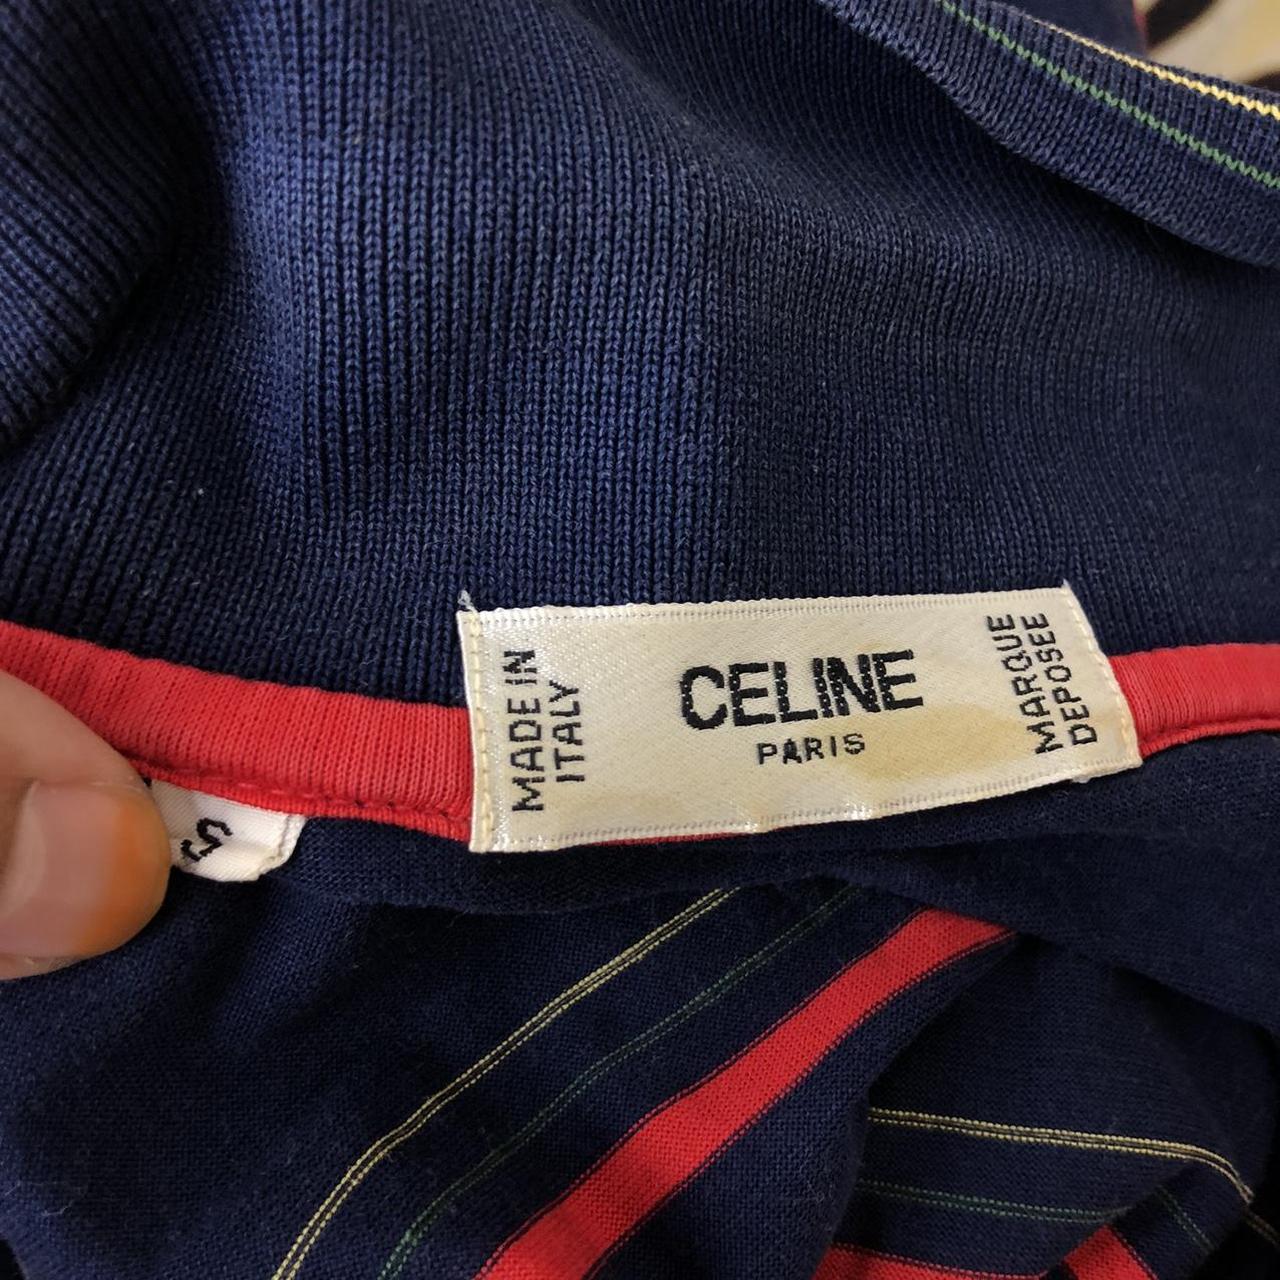 MADE IN
ITALY
CELINE
PARIS
MARQUE
DEPOSEE
S